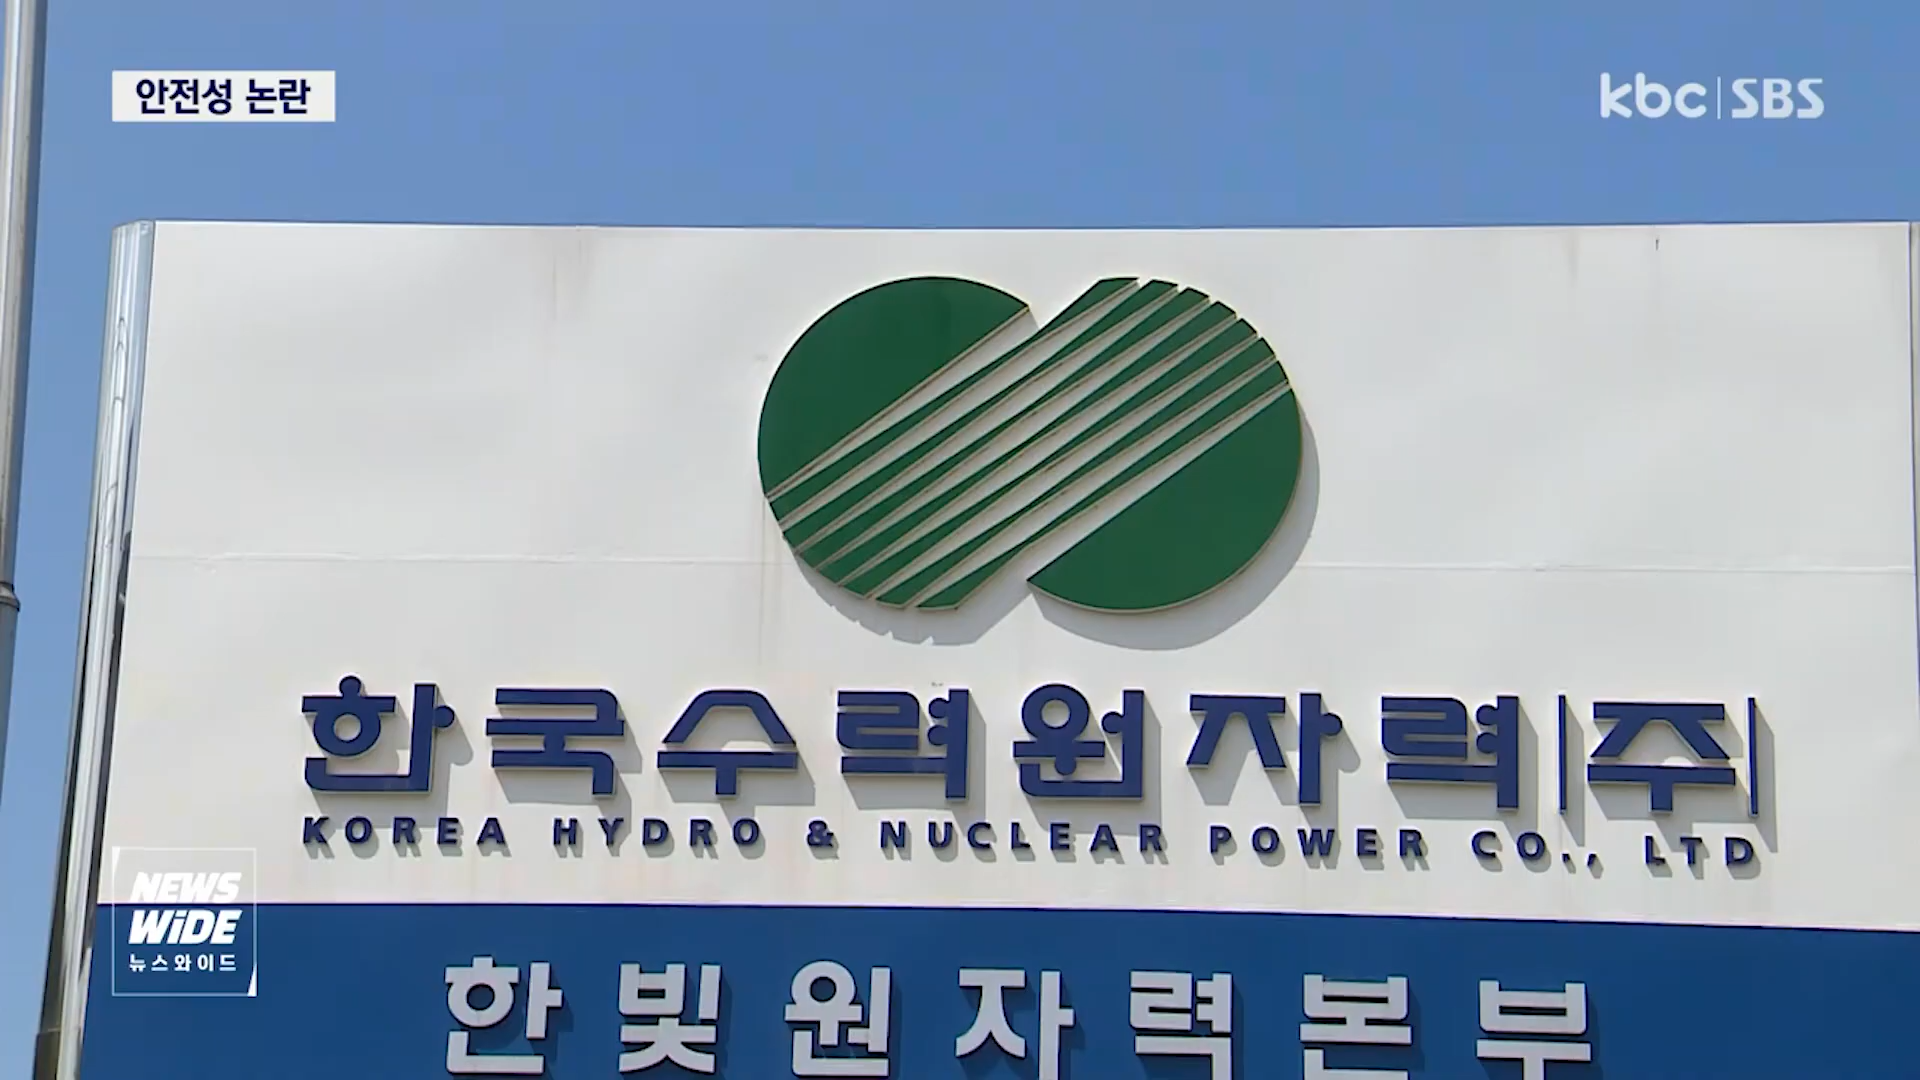 안전성 논란
kbc|SBS
한국수력원자력|주|
KOREA HYDRO & NUCLEAR POWER CO., LTD
NEWS
WiDE
뉴스와이드
한빛원자력본부